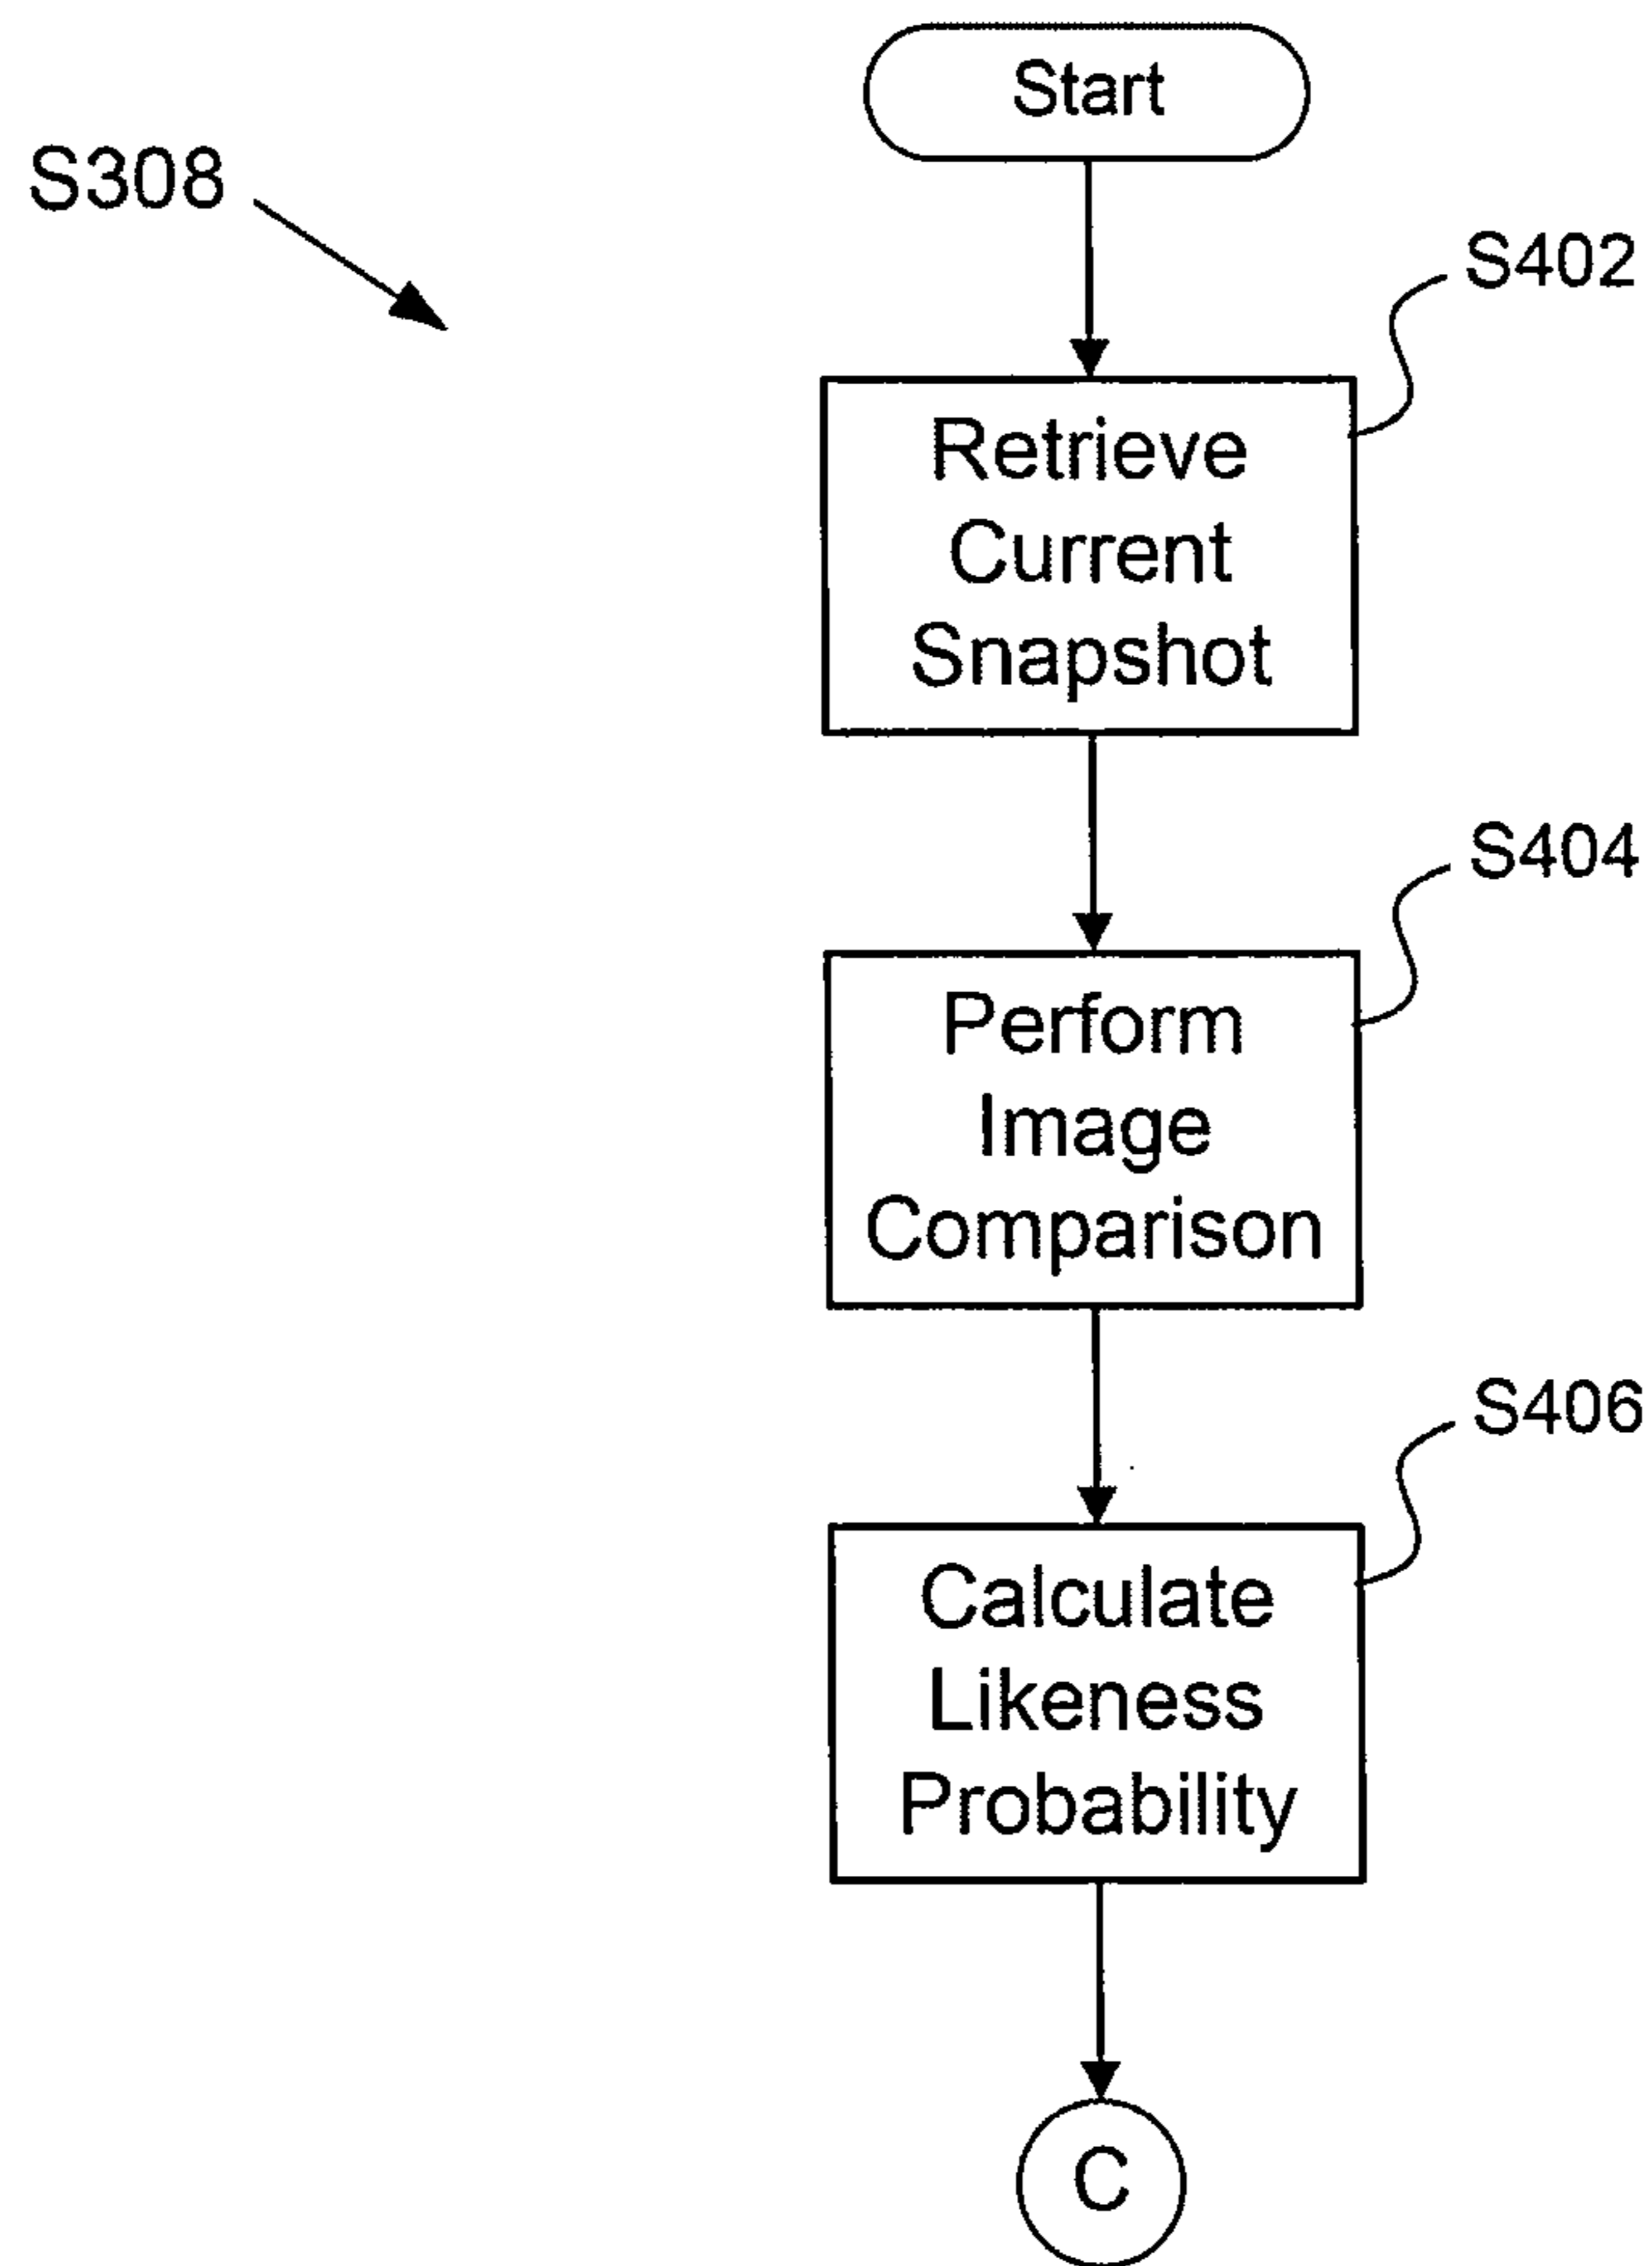 Start
S308
S402
Retrieve
Current
Snapshot
S404
Perform
Image
Comparison
S406
Calculate
Likeness
Probability
C